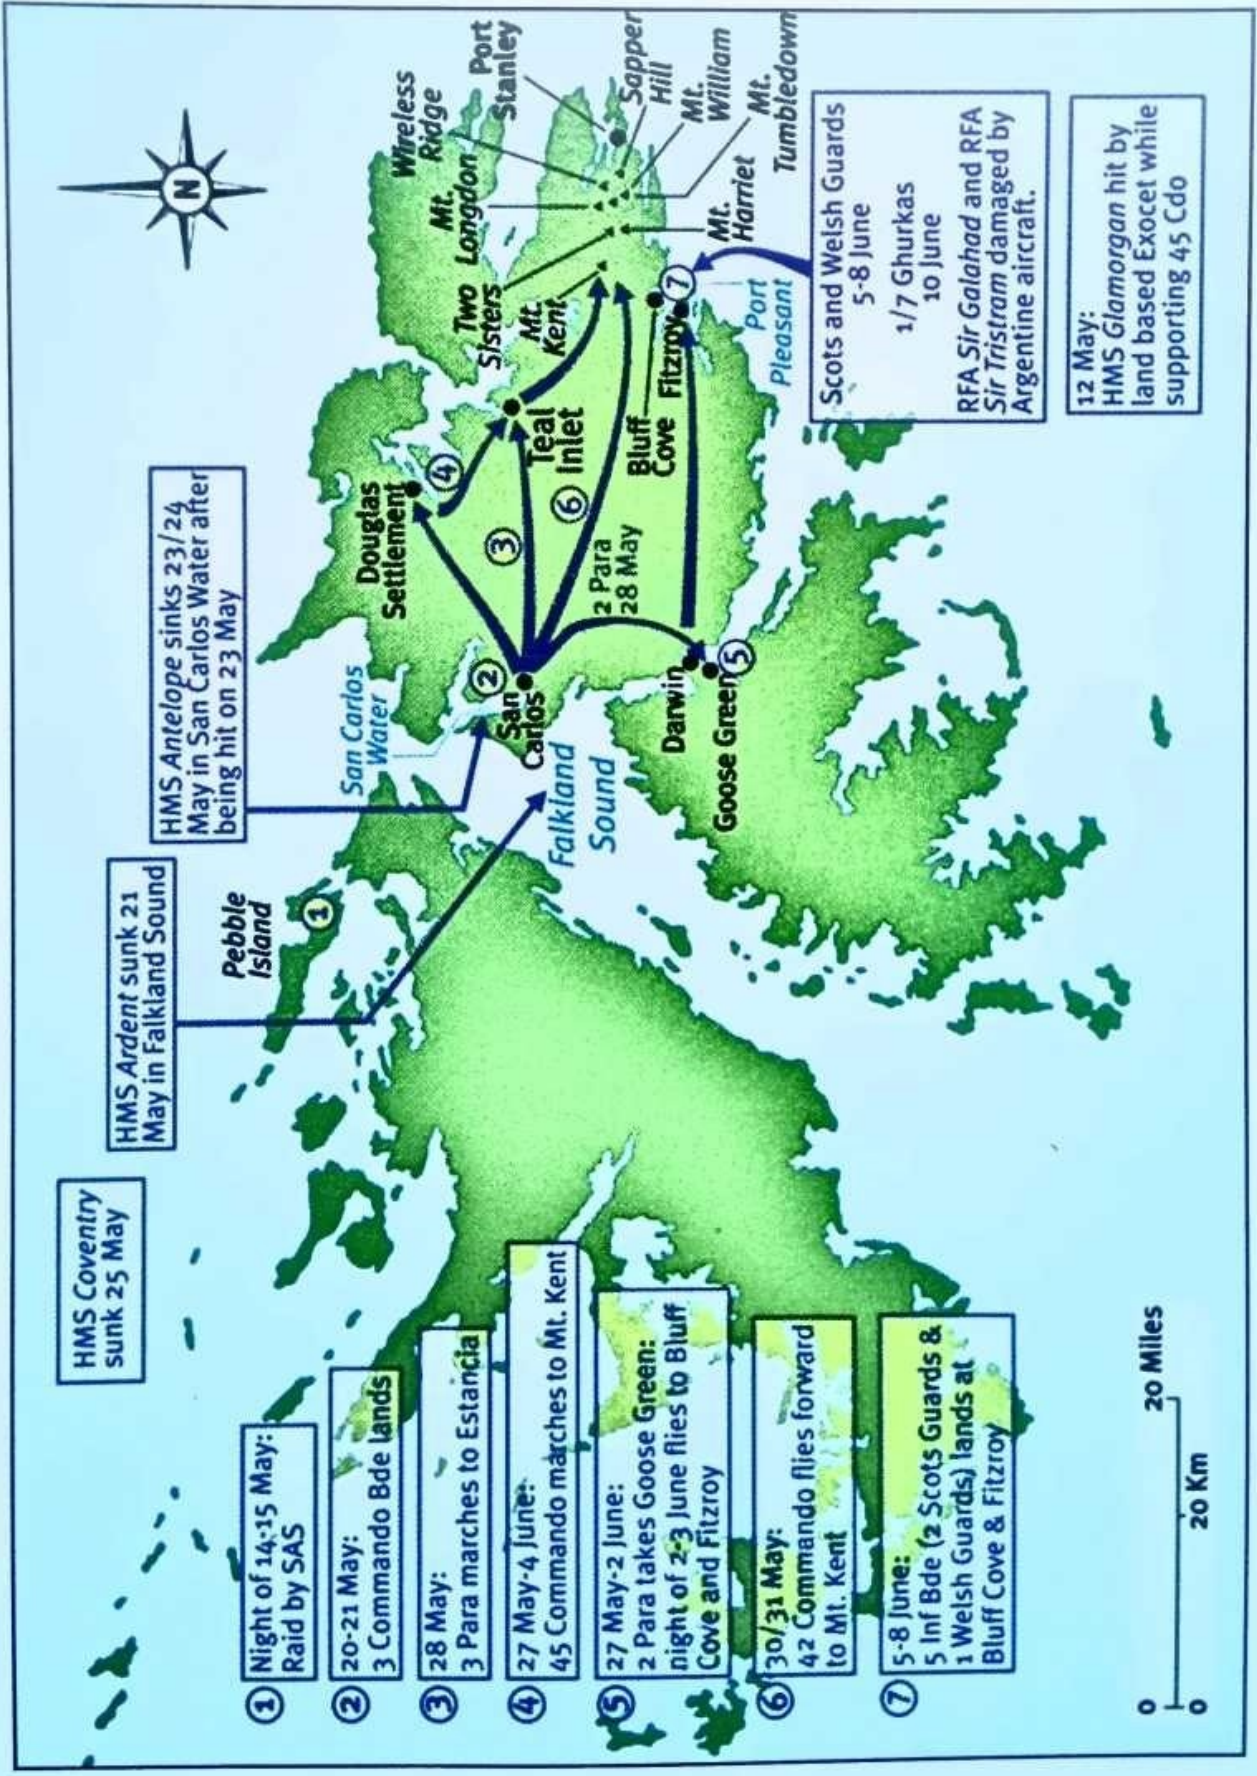 HMS Coventry
sunk 25 May
HMS Ardent sunk 21
May in Falkland Sound
HMS Antelope sinks 23/24
May in San Carlos Water after
being hit on 23 May
N
Pebble
Island
1
San Carlos
Water
Douglas
Settlement
4
2
San
Carlos
3
Teal
Inlet
6
2 Para
28 May
Falkland
Sound
Darwin
Goose Green
5
Wireless
Ridge
Port
Stanley
Mt.
Longdon
Two
Sisters
Mt.
Kent
Sapper
Hill
Mt.
William
Mt.
Tumbledown
Mt.
Harriet
Bluff
Cove
Fitzroy
7
Port
Pleasant
Scots and Welsh Guards
5-8 June
1/7 Ghurkas
10 June
RFA Sir Galahad and RFA
Sir Tristram damaged by
Argentine aircraft.
12 May:
HMS Glamorgan hit by
land based Exocet while
supporting 45 Cdo
1 Night of 14-15 May:
Raid by SAS
2 20-21 May:
3 Commando Bde lands
3 28 May:
3 Para marches to Estancia
4 27 May-4 June:
45 Commando marches to Mt. Kent
5 27 May-2 June:
2 Para takes Goose Green:
night of 2-3 June flies to Bluff
Cove and Fitzroy
6 30/31 May:
42 Commando flies forward
to Mt. Kent
7 5-8 June:
5 Inf Bde (2 Scots Guards &
1 Welsh Guards) lands at
Bluff Cove & Fitzroy
0 20 Miles
0 20 Km